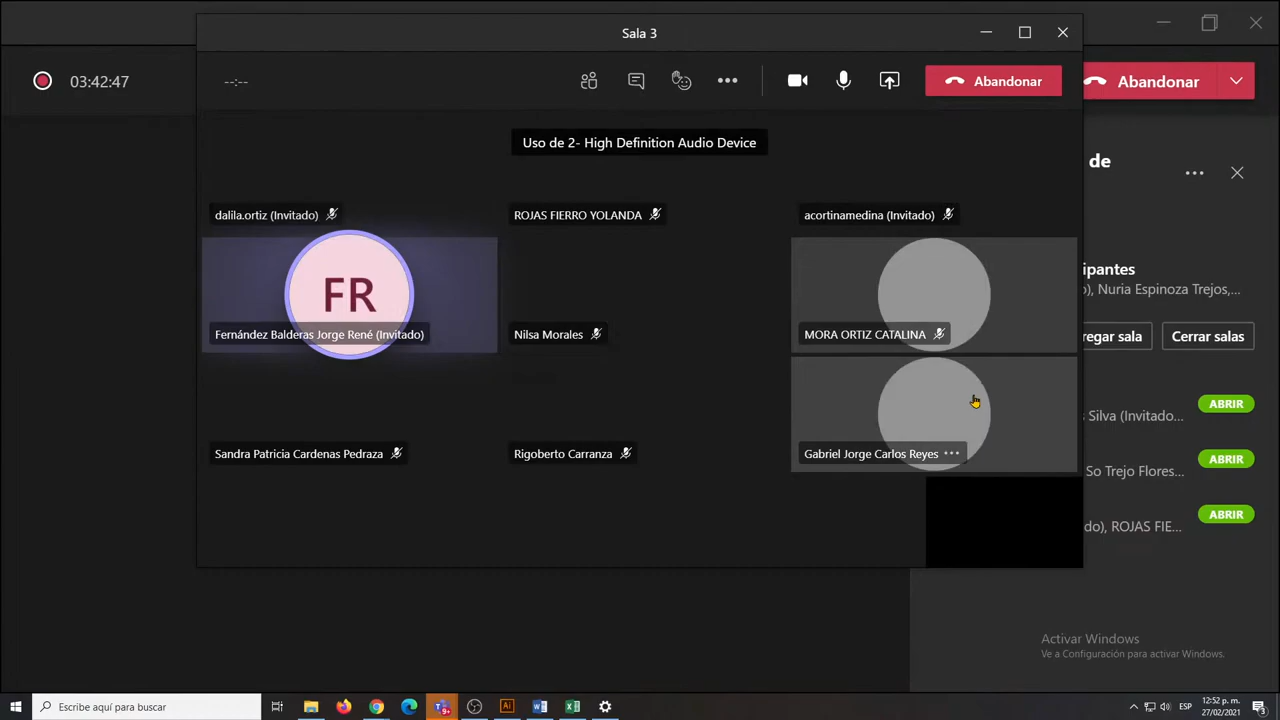 Sala 3
03:42:47
--:--
Abandonar
Abandonar
Uso de 2- High Definition Audio Device
de
dalila.ortiz (Invitado)
ROJAS FIERRO YOLANDA
acortinamedina (Invitado)
FR
Fernández Balderas Jorge René (Invitado)
Nilsa Morales
MORA ORTIZ CATALINA
Sandra Patricia Cardenas Pedraza
Rigoberto Carranza
Gabriel Jorge Carlos Reyes
ipantes
o), Nuria Espinoza Trejos,...
regar sala
Cerrar salas
ABRIR
s Silva (Invitado...
ABRIR
So Trejo Flores...
ABRIR
do), ROJAS FIE...
Activar Windows
Ve a Configuración para activar Windows.
Escribe aquí para buscar
9+
Ai
ESP
12:52 p. m.
27/02/2021
3